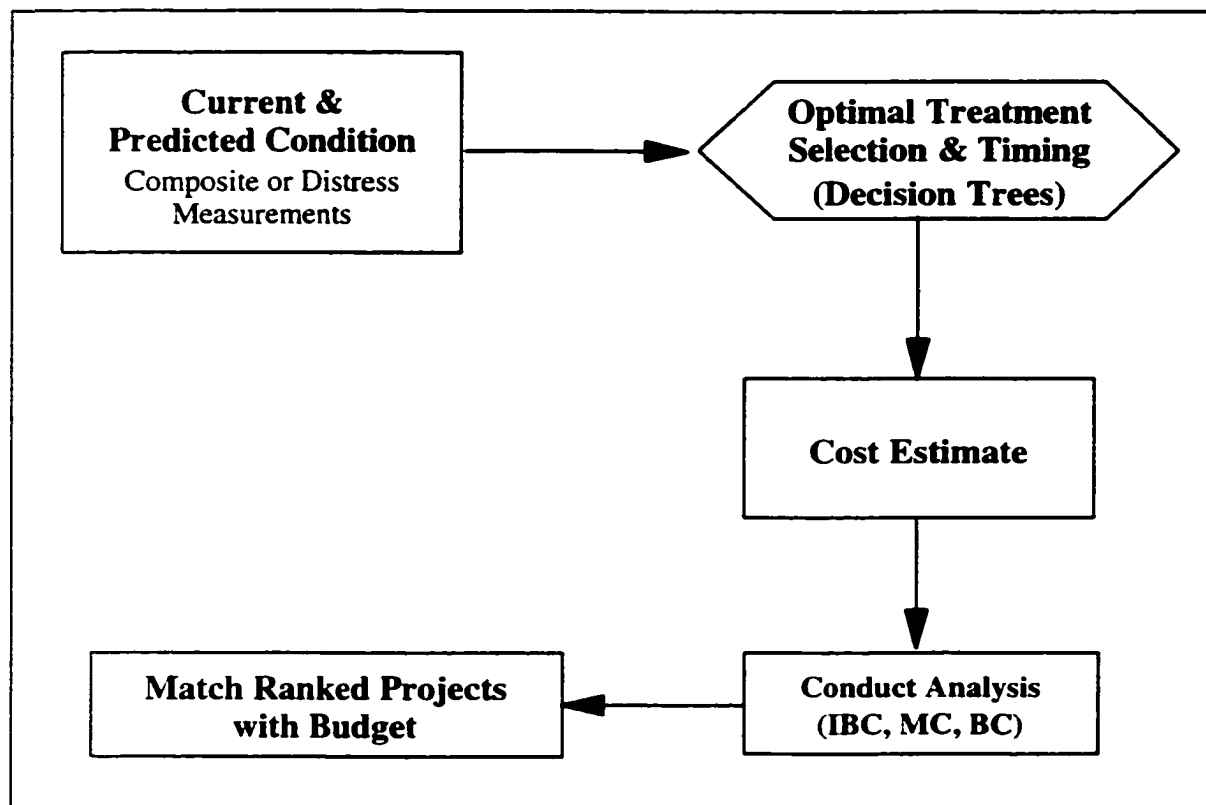 Current &
Predicted Condition
Composite or Distress
Measurements
Optimal Treatment
Selection & Timing
(Decision Trees)
Cost Estimate
Conduct Analysis
(IBC, MC, BC)
Match Ranked Projects
with Budget